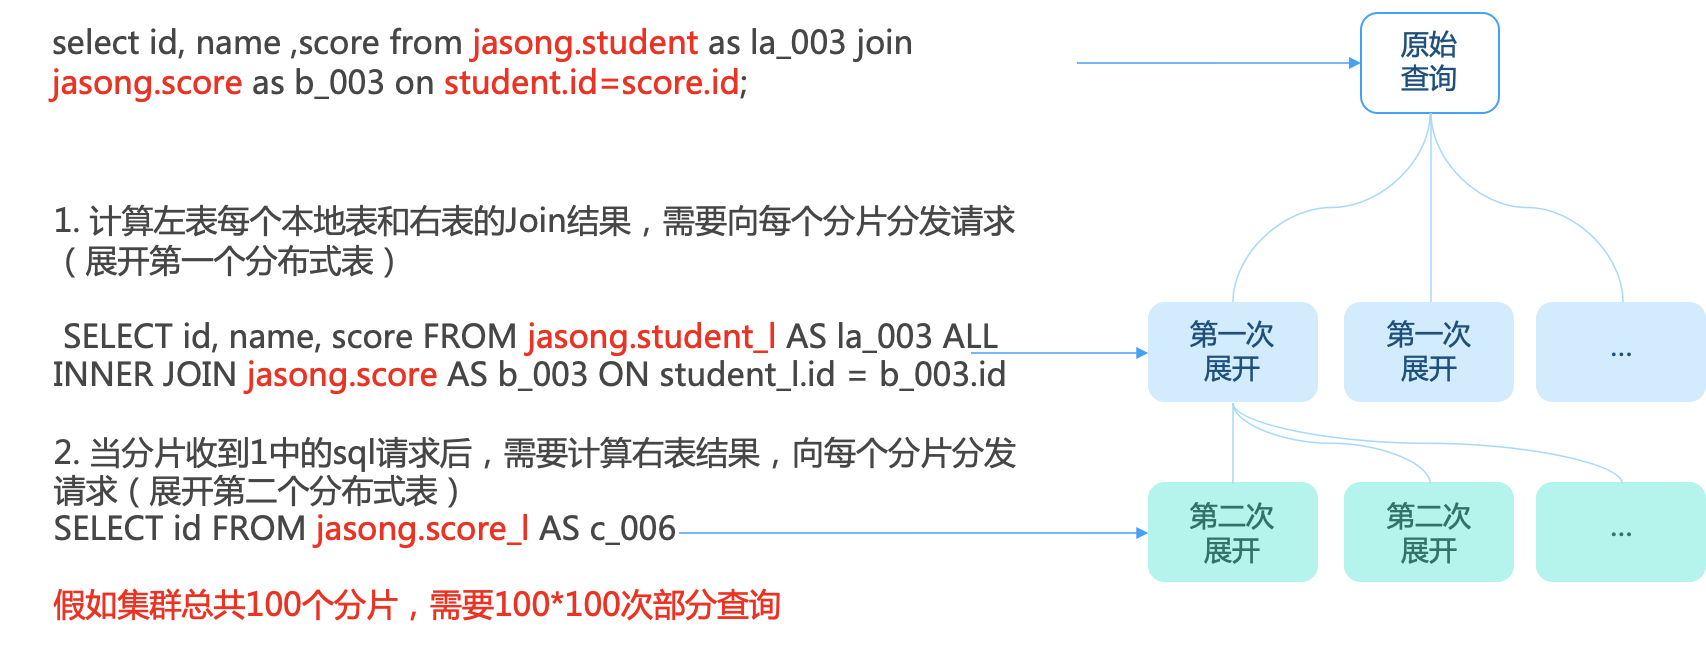 select id, name ,score from jasong.student as la_003 join
jasong.score as b_003 on student.id=score.id;
原始
查询
1. 计算左表每个本地表和右表的Join结果，需要向每个分片分发请求
（展开第一个分布式表）
SELECT id, name, score FROM jasong.student_l AS la_003 ALL
INNER JOIN jasong.score AS b_003 ON student_l.id = b_003.id
第一次
展开
第一次
展开
...
2. 当分片收到1中的sql请求后，需要计算右表结果，向每个分片分发
请求（展开第二个分布式表）
SELECT id FROM jasong.score_l AS c_006
第二次
展开
第二次
展开
...
假如集群总共100个分片，需要100*100次部分查询